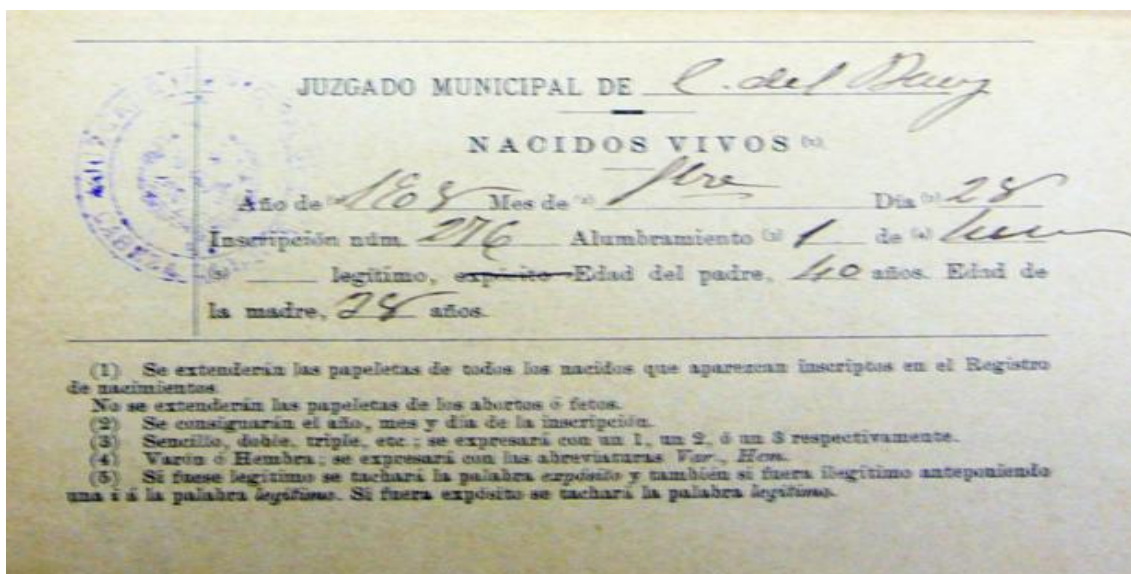 JUZGADO MUNICIPAL DE C. del
NACIDOS VIVOS (1).
Año de (2) Mes de (2) Día (2) 28
Inscripción núm. 276 Alumbramiento (3) 1 de (4)
(5) legítimo, expósito Edad del padre, 40 años. Edad de
la madre, 28 años.
(1) Se extenderán las papeletas de todos los nacidos que aparezcan inscriptos en el Registro
de nacimientos.
No se extenderán las papeletas de los abortos ó fetos.
(2) Se consignarán el año, mes y día de la inscripción.
(3) Sencillo, doble, triple, etc.; se expresará con un 1, un 2, ó un 3 respectivamente.
(4) Varón ó Hembra; se expresará con las abreviaturas Var., Hem.
(5) Si fuese legítimo se tachará la palabra expósito y también si fuera ilegítimo anteponiendo
una i á la palabra legítimo. Si fuera expósito se tachará la palabra legítimo.